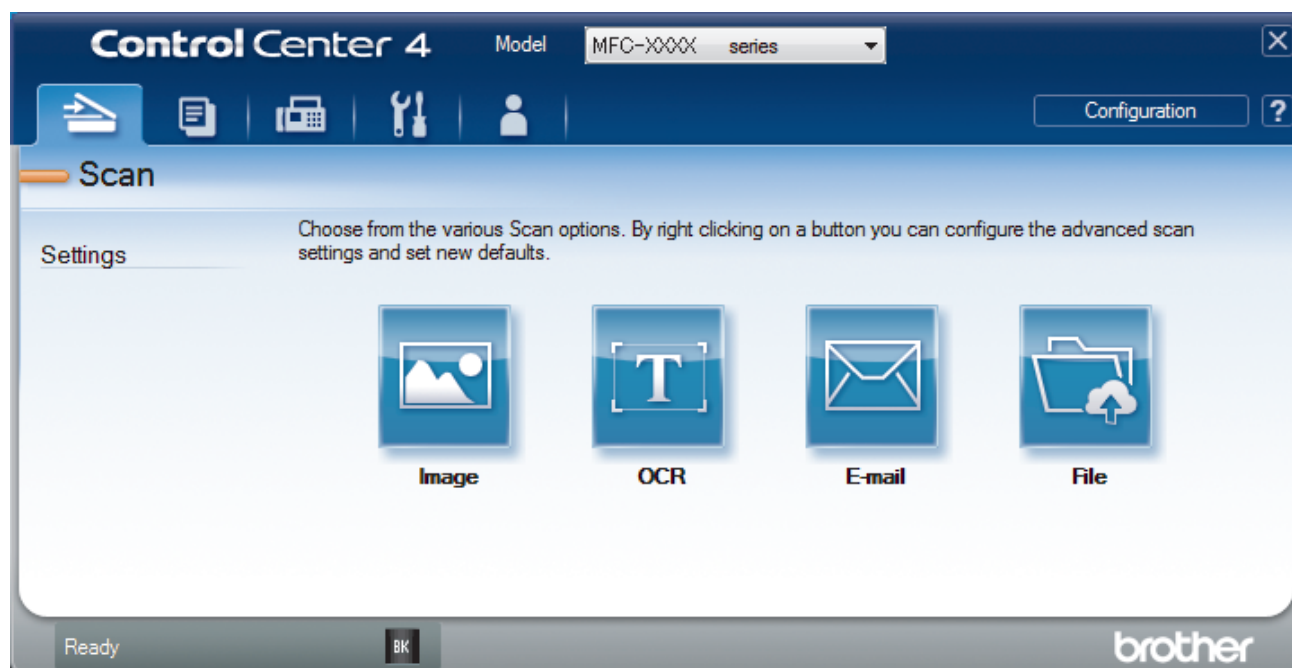 Control Center 4 Model MFC-XXXX series
Configuration ?
Scan
Settings
Choose from the various Scan options. By right clicking on a button you can configure the advanced scan
settings and set new defaults.
T
Image OCR E-mail File
Ready BK brother